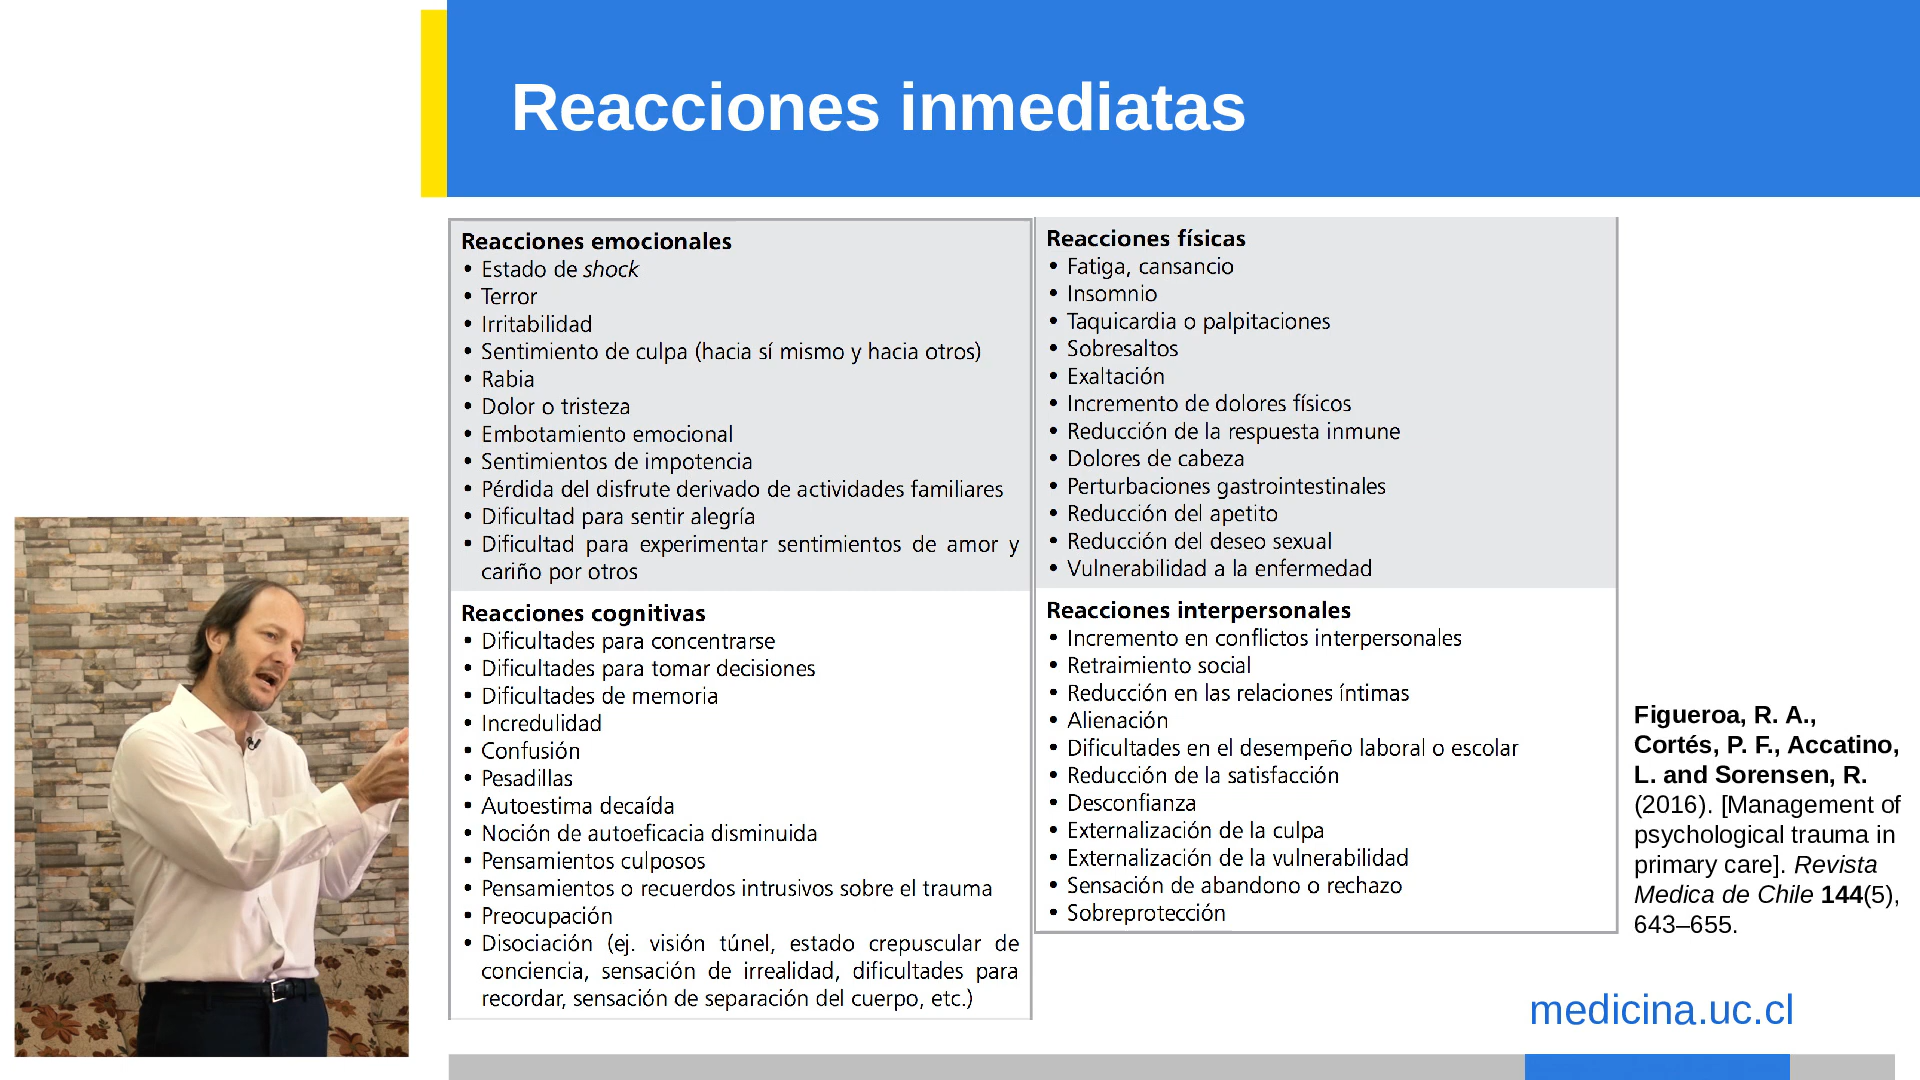 Reacciones inmediatas
Reacciones emocionales
• Estado de shock
• Terror
• Irritabilidad
• Sentimiento de culpa (hacia sí mismo y hacia otros)
• Rabia
• Dolor o tristeza
• Embotamiento emocional
• Sentimientos de impotencia
• Pérdida del disfrute derivado de actividades familiares
• Dificultad para sentir alegría
• Dificultad para experimentar sentimientos de amor y
cariño por otros
Reacciones cognitivas
• Dificultades para concentrarse
• Dificultades para tomar decisiones
• Dificultades de memoria
• Incredulidad
• Confusión
• Pesadillas
• Autoestima decaída
• Noción de autoeficacia disminuida
• Pensamientos culposos
• Pensamientos o recuerdos intrusivos sobre el trauma
• Preocupación
• Disociación (ej. visión túnel, estado crepuscular de
conciencia, sensación de irrealidad, dificultades para
recordar, sensación de separación del cuerpo, etc.)
Reacciones físicas
• Fatiga, cansancio
• Insomnio
• Taquicardia o palpitaciones
• Sobresaltos
• Exaltación
• Incremento de dolores físicos
• Reducción de la respuesta inmune
• Dolores de cabeza
• Perturbaciones gastrointestinales
• Reducción del apetito
• Reducción del deseo sexual
• Vulnerabilidad a la enfermedad
Reacciones interpersonales
• Incremento en conflictos interpersonales
• Retraimiento social
• Reducción en las relaciones íntimas
• Alienación
• Dificultades en el desempeño laboral o escolar
• Reducción de la satisfacción
• Desconfianza
• Externalización de la culpa
• Externalización de la vulnerabilidad
• Sensación de abandono o rechazo
• Sobreprotección
Figueroa, R. A.,
Cortés, P. F., Accatino,
L. and Sorensen, R.
(2016). [Management of
psychological trauma in
primary care]. Revista
Medica de Chile 144(5),
643–655.
medicina.uc.cl